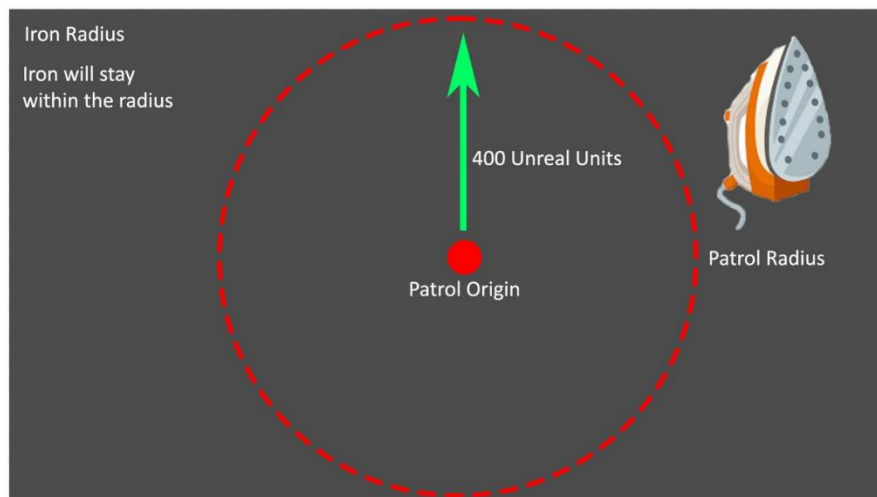 Iron Radius
Iron will stay
within the radius
400 Unreal Units
Patrol Radius
Patrol Origin